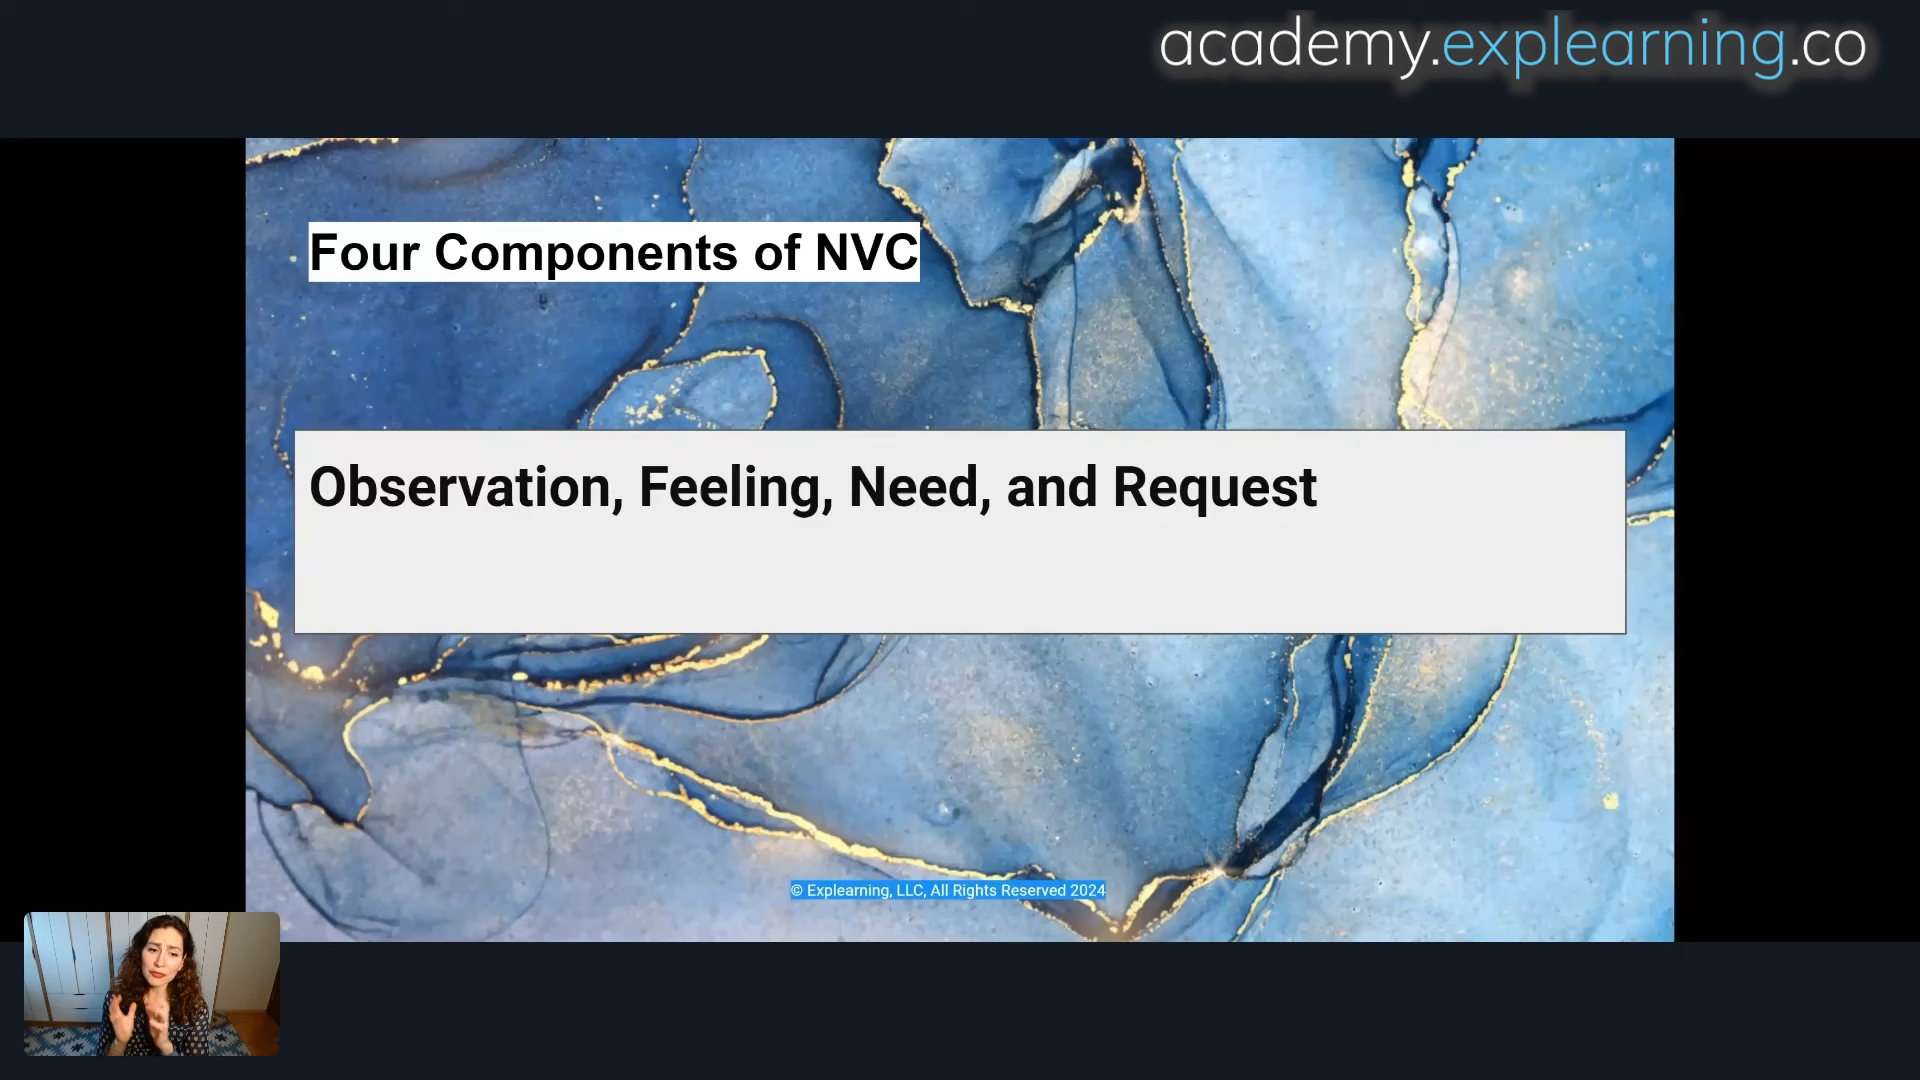 academy.explearning.co
Four Components of NVC
Observation, Feeling, Need, and Request
© Explearning, LLC, All Rights Reserved 2024